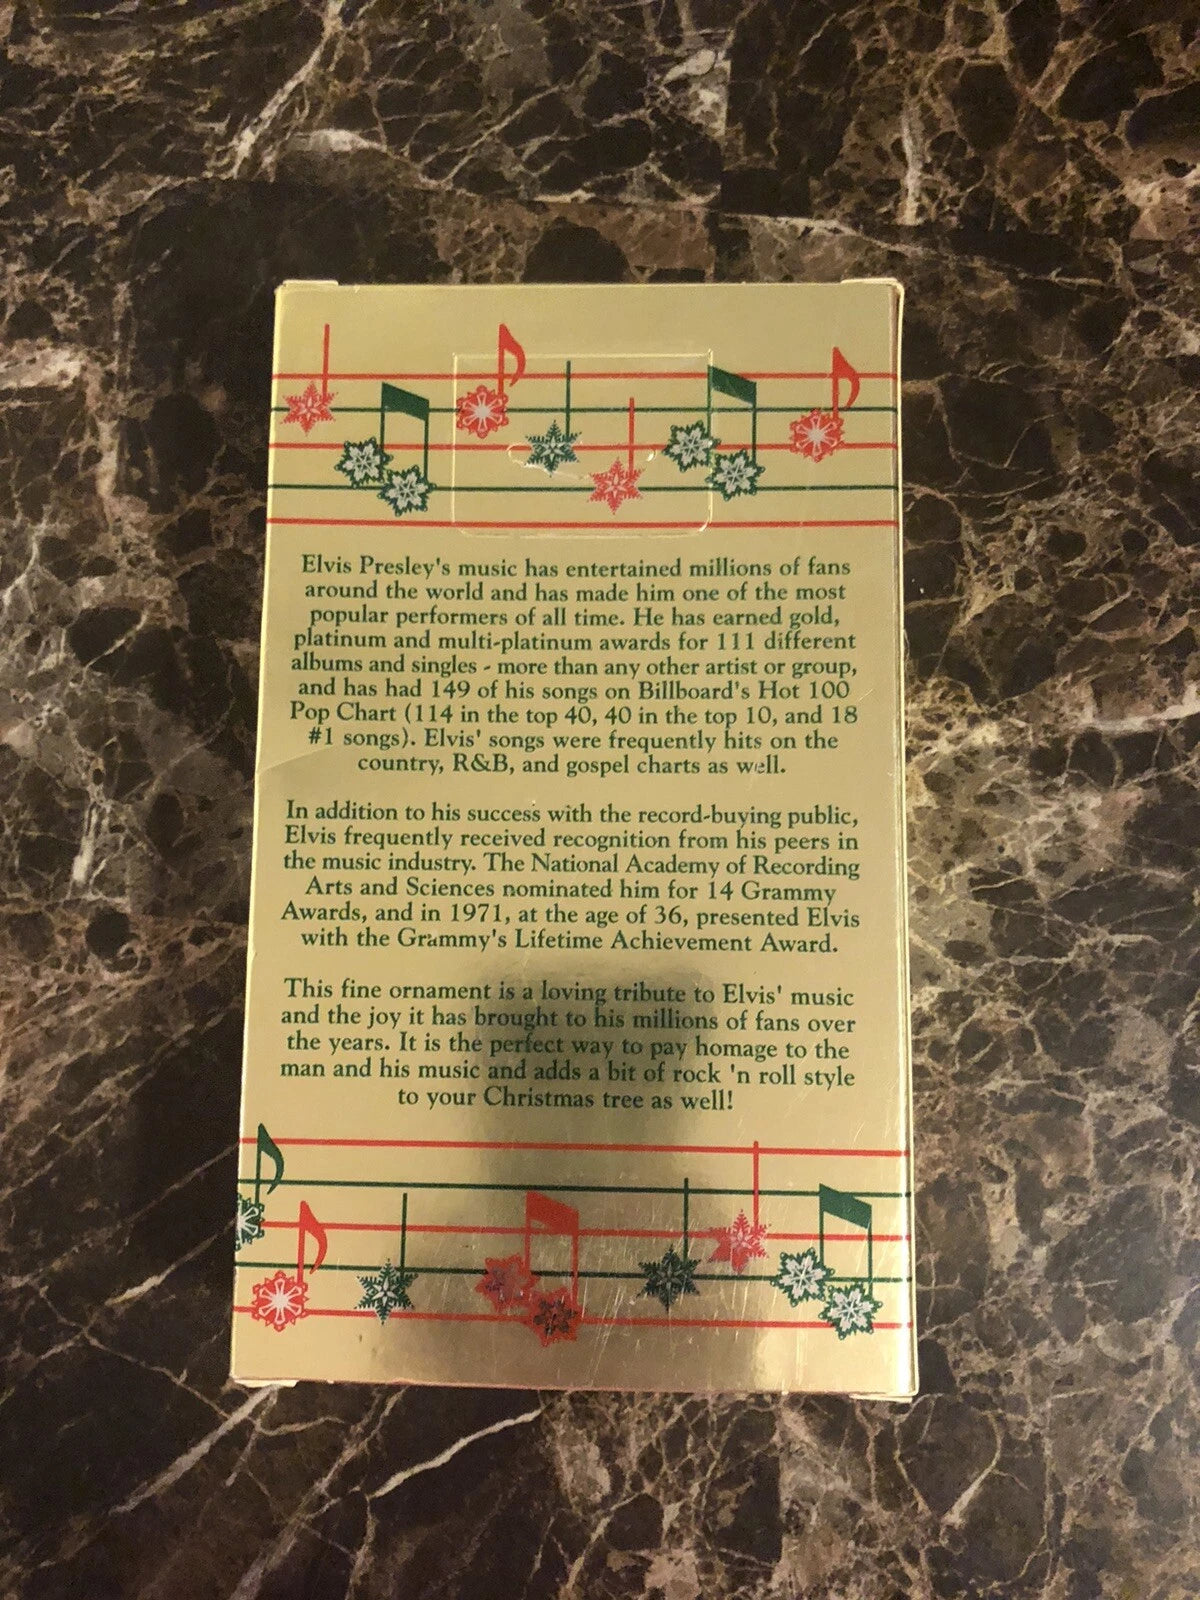 Elvis Presley's music has entertained millions of fans
around the world and has made him one of the most
popular performers of all time. He has earned gold,
platinum and multi-platinum awards for 111 different
albums and singles - more than any other artist or group,
and has had 149 of his songs on Billboard's Hot 100
Pop Chart (114 in the top 40, 40 in the top 10, and 18
#1 songs). Elvis' songs were frequently hits on the
country, R&B, and gospel charts as well.
In addition to his success with the record-buying public,
Elvis frequently received recognition from his peers in
the music industry. The National Academy of Recording
Arts and Sciences nominated him for 14 Grammy
Awards, and in 1971, at the age of 36, presented Elvis
with the Grammy's Lifetime Achievement Award.
This fine ornament is a loving tribute to Elvis' music
and the joy it has brought to his millions of fans over
the years. It is the perfect way to pay homage to the
man and his music and adds a bit of rock 'n roll style
to your Christmas tree as well!